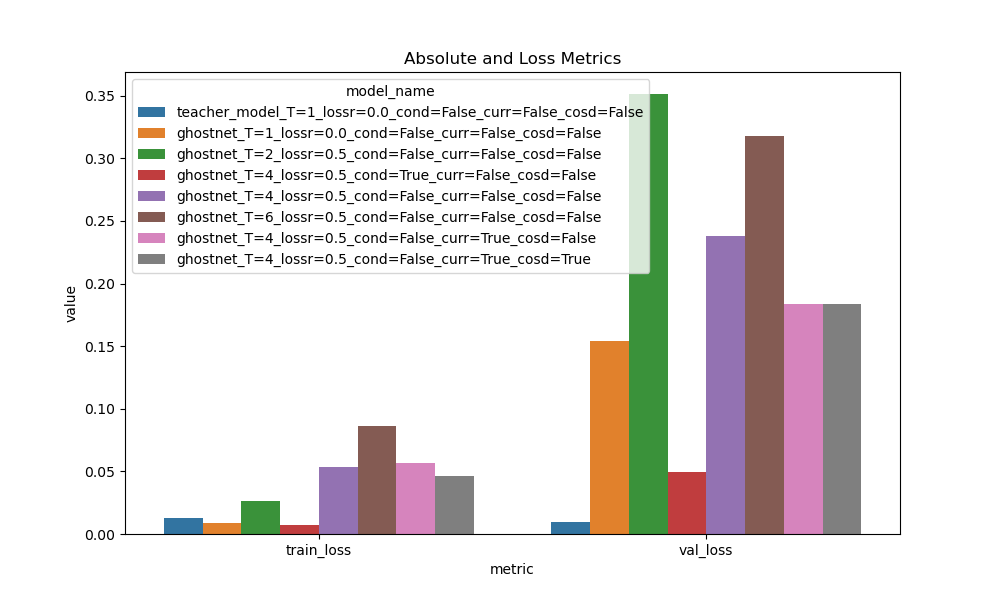 Absolute and Loss Metrics
model_name
teacher_model_T=1_lossr=0.0_cond=False_curr=False_cosd=False
ghostnet_T=1_lossr=0.0_cond=False_curr=False_cosd=False
ghostnet_T=2_lossr=0.5_cond=False_curr=False_cosd=False
ghostnet_T=4_lossr=0.5_cond=True_curr=False_cosd=False
ghostnet_T=4_lossr=0.5_cond=False_curr=False_cosd=False
ghostnet_T=6_lossr=0.5_cond=False_curr=False_cosd=False
ghostnet_T=4_lossr=0.5_cond=False_curr=True_cosd=False
ghostnet_T=4_lossr=0.5_cond=False_curr=True_cosd=True
value
0.35
0.30
0.25
0.20
0.15
0.10
0.05
0.00
train_loss
val_loss
metric